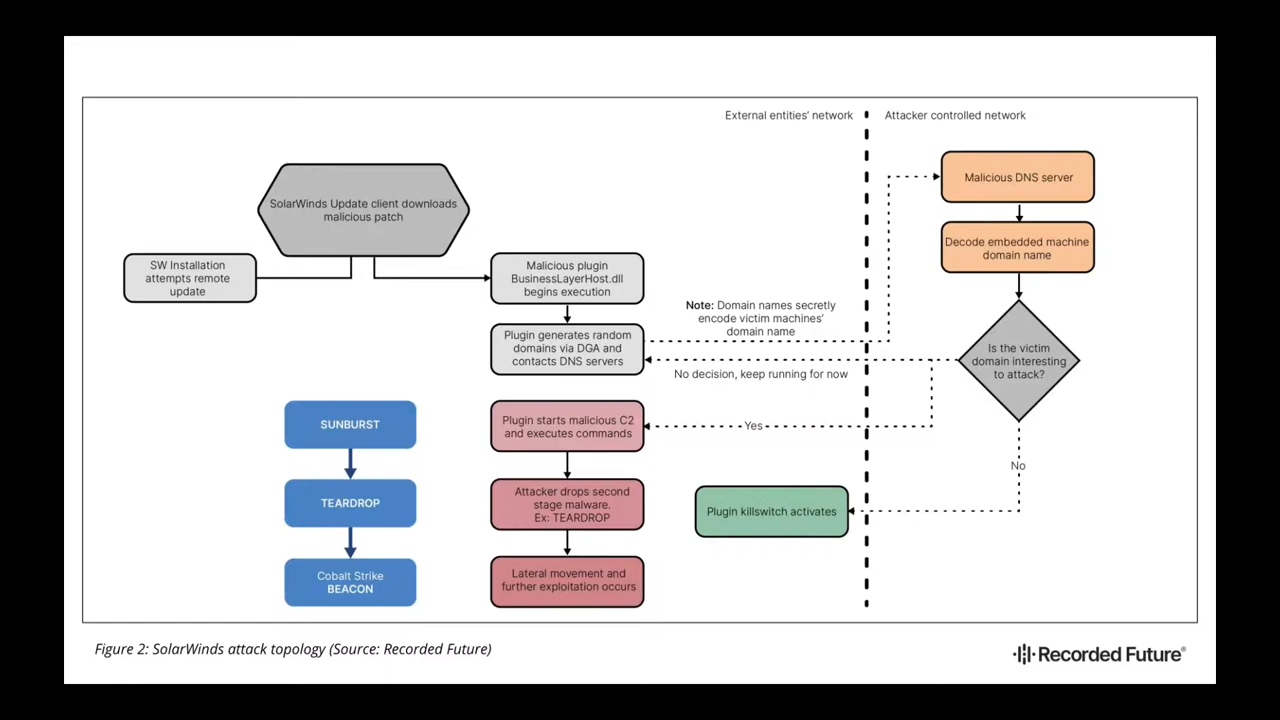 External entities' network
Attacker controlled network
SolarWinds Update client downloads
malicious patch
SW Installation
attempts remote
update
Malicious plugin
BusinessLayerHost.dll
begins execution
Plugin generates random
domains via DGA and
contacts DNS servers
Note: Domain names secretly
encode victim machines'
domain name
No decision, keep running for now
Malicious DNS server
Decode embedded machine
domain name
Is the victim
domain interesting
to attack?
Yes
No
Plugin starts malicious C2
and executes commands
Attacker drops second
stage malware.
Ex: TEARDROP
Lateral movement and
further exploitation occurs
Plugin killswitch activates
SUNBURST
TEARDROP
Cobalt Strike
BEACON
Figure 2: SolarWinds attack topology (Source: Recorded Future)
Recorded Future®